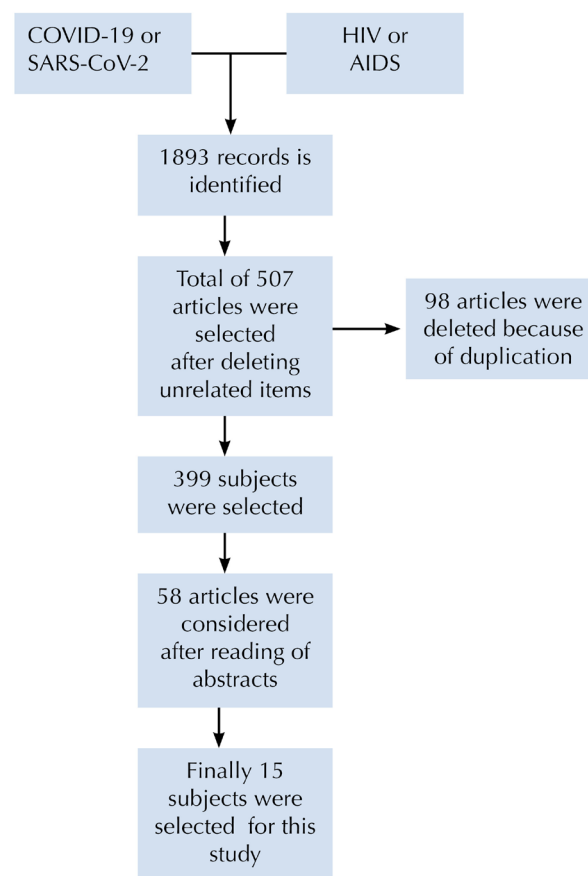 COVID-19 or
SARS-CoV-2
HIV or
AIDS
1893 records is
identified
Total of 507
articles were
selected
after deleting
unrelated items
98 articles were
deleted because
of duplication
399 subjects
were selected
58 articles were
considered
after reading of
abstracts
Finally 15
subjects were
selected for this
study